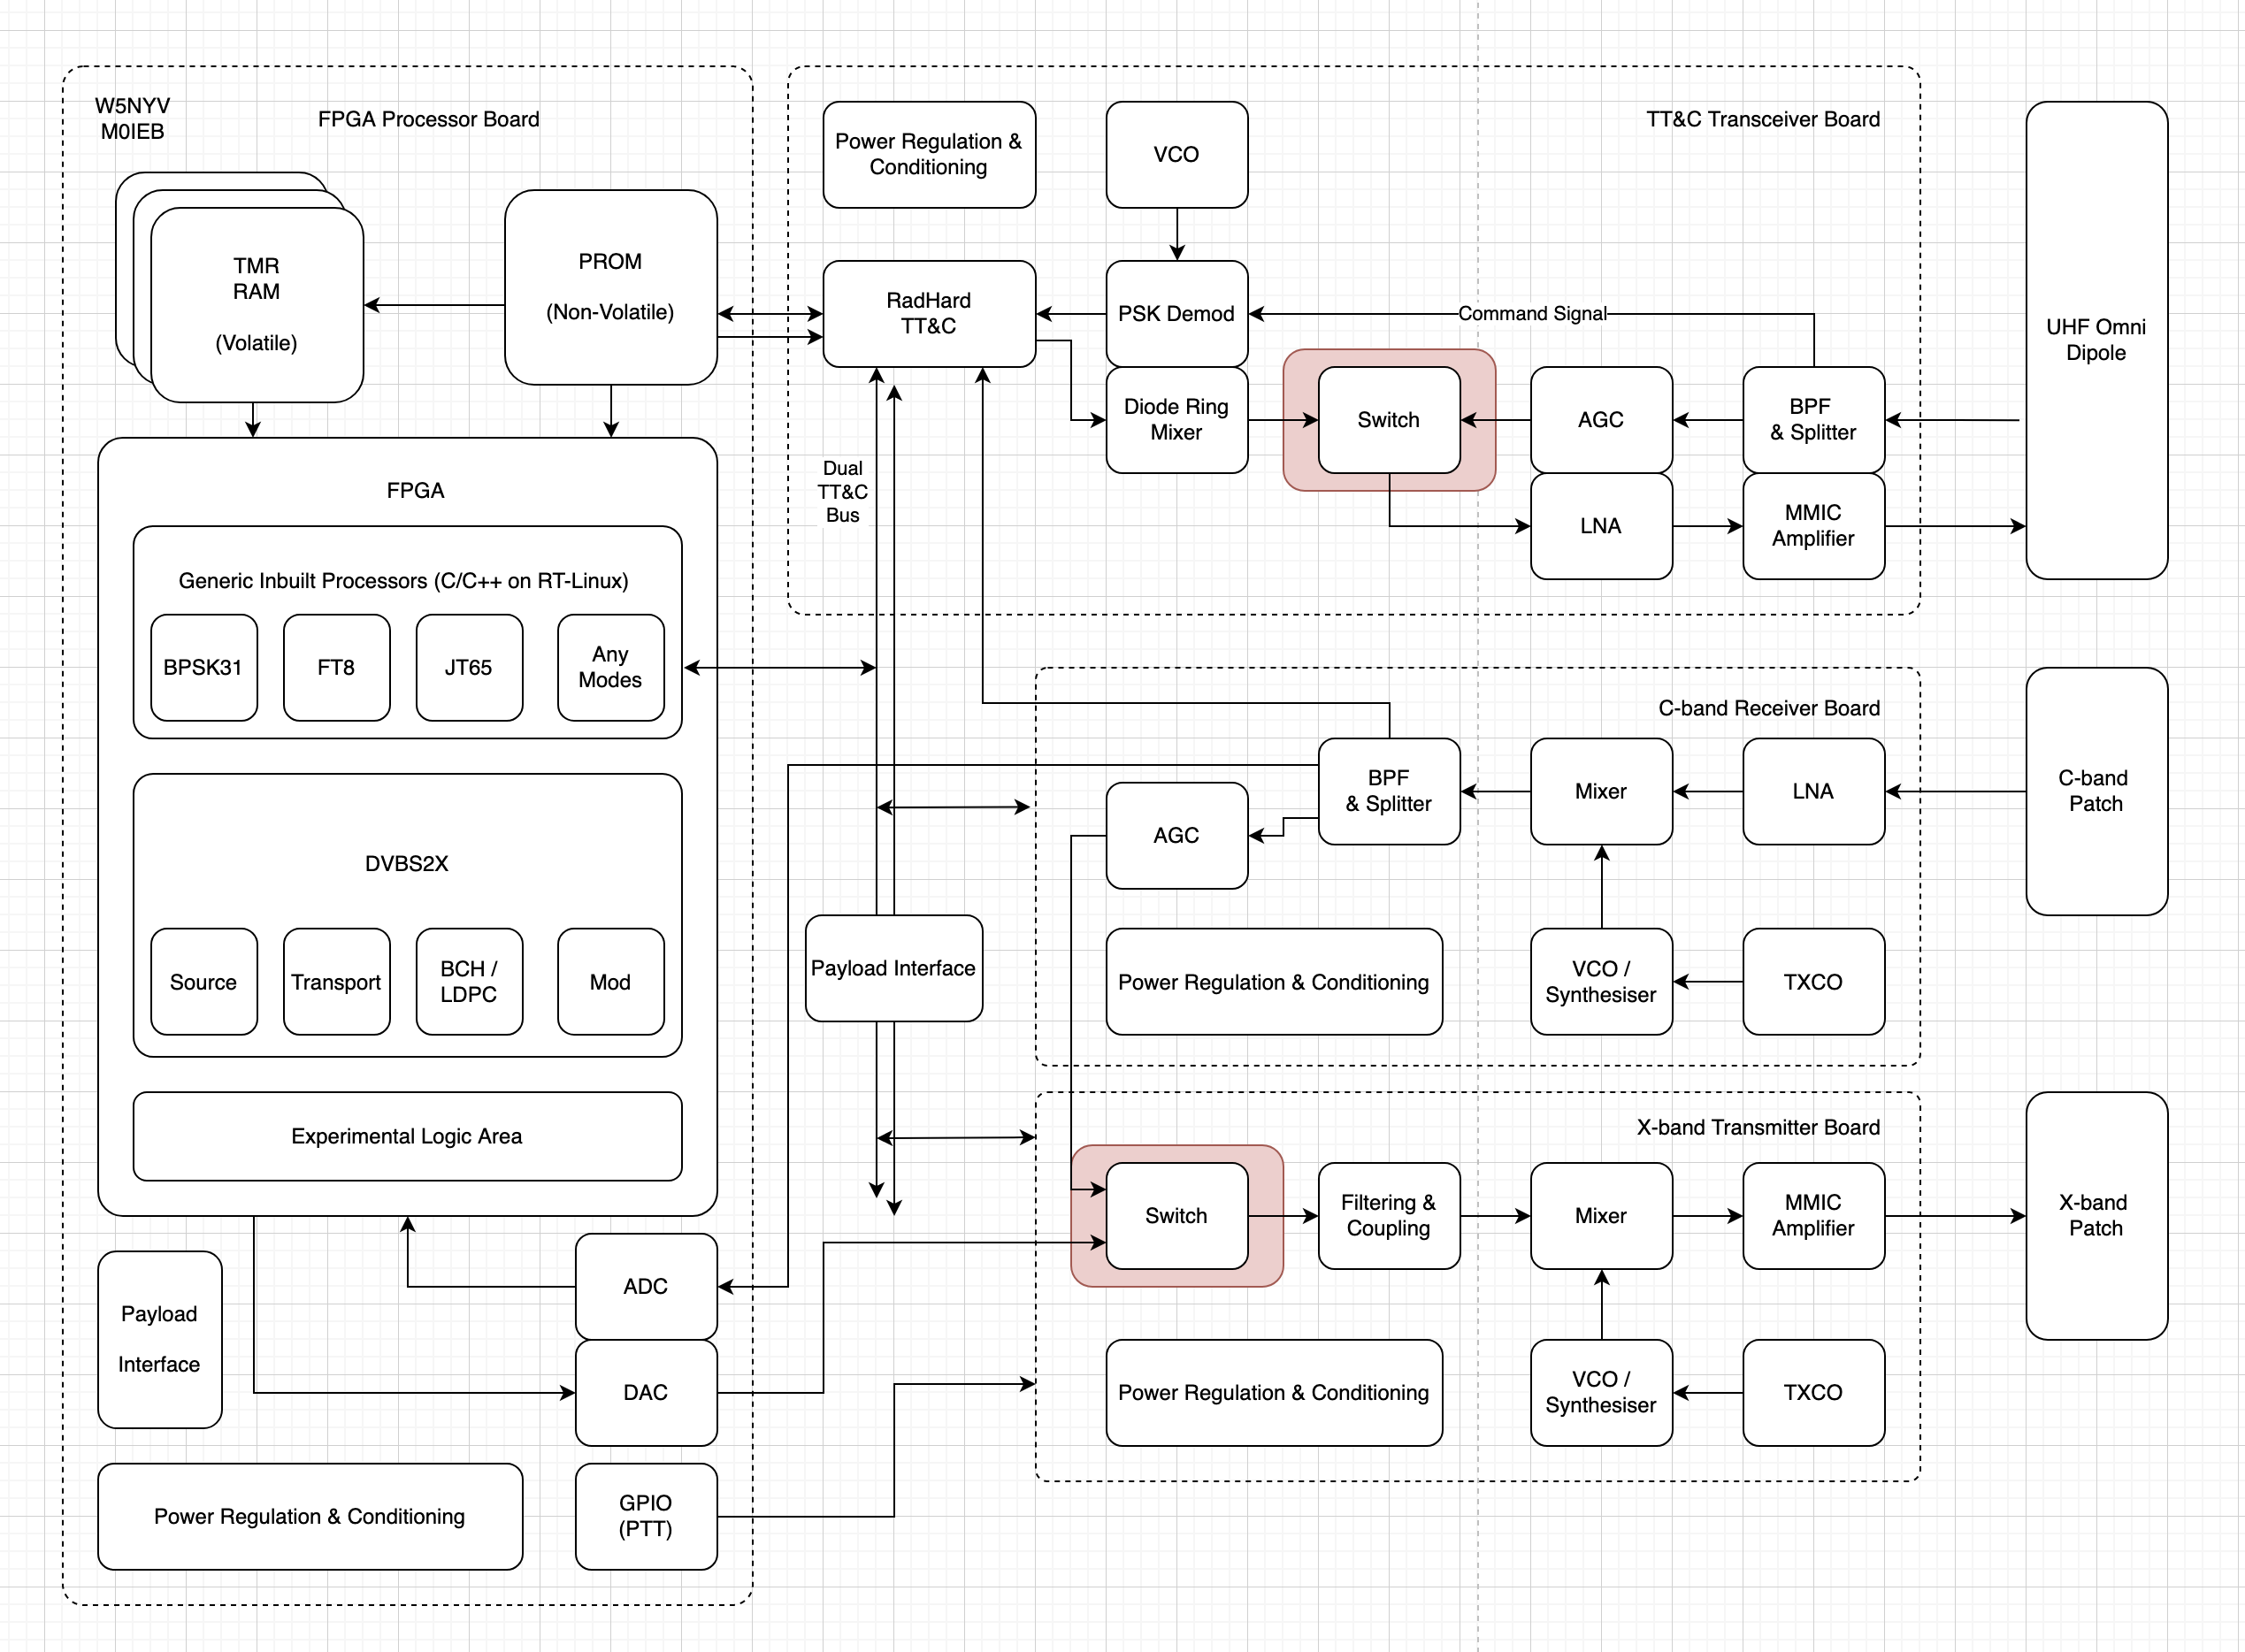 W5NYV
M0IEB
FPGA Processor Board
TMR
RAM
(Volatile)
PROM
(Non-Volatile)
FPGA
Generic Inbuilt Processors (C/C++ on RT-Linux)
BPSK31
FT8
JT65
Any
Modes
DVBS2X
Source
Transport
BCH /
LDPC
Mod
Experimental Logic Area
Payload
Interface
ADC
DAC
Power Regulation & Conditioning
GPIO
(PTT)
TT&C Transceiver Board
Power Regulation &
Conditioning
VCO
RadHard
TT&C
PSK Demod
Command Signal
Diode Ring
Mixer
Switch
AGC
BPF
& Splitter
LNA
MMIC
Amplifier
UHF Omni
Dipole
Dual
TT&C
Bus
Payload Interface
C-band Receiver Board
BPF
& Splitter
Mixer
LNA
AGC
Power Regulation & Conditioning
VCO /
Synthesiser
TXCO
C-band
Patch
X-band Transmitter Board
Switch
Filtering &
Coupling
Mixer
MMIC
Amplifier
Power Regulation & Conditioning
VCO /
Synthesiser
TXCO
X-band
Patch